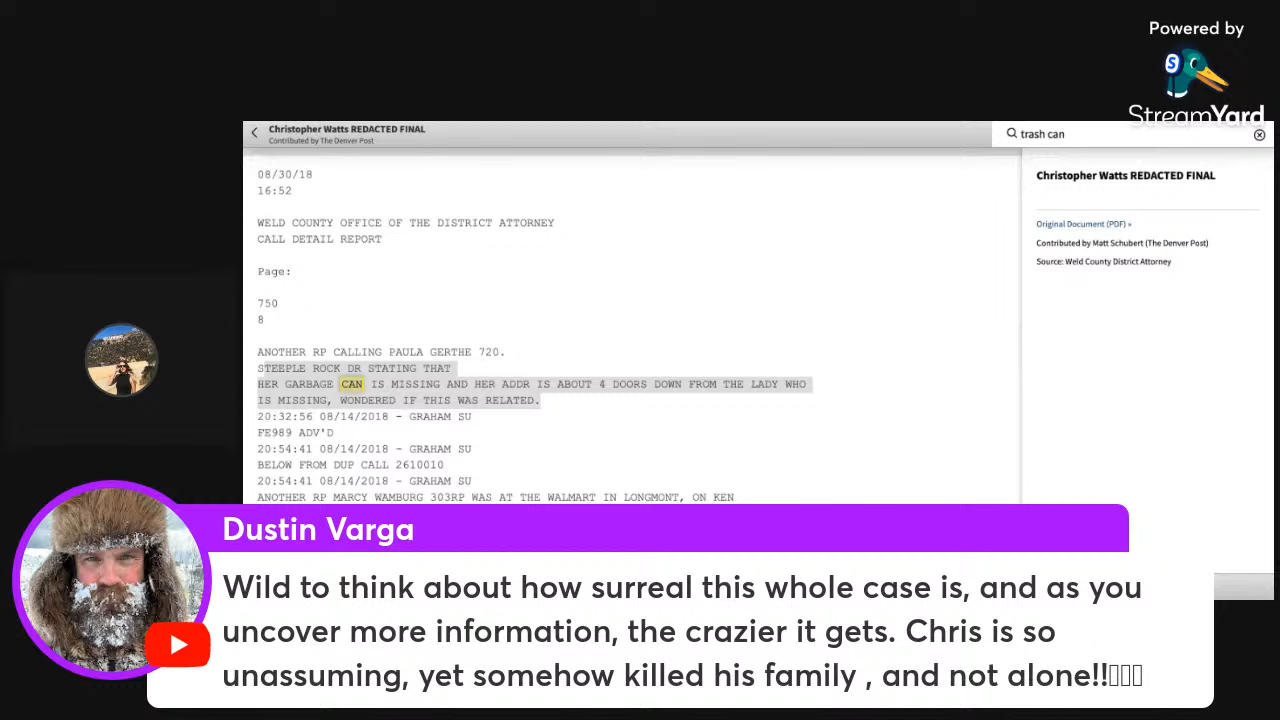 Powered by
StreamYard
Christopher Watts REDACTED FINAL
Contributed by The Denver Post
trash can
08/30/18
16:52
WELD COUNTY OFFICE OF THE DISTRICT ATTORNEY
CALL DETAIL REPORT
Page:
750
8
ANOTHER RP CALLING PAULA GERTHE 720.
STEEPLE ROCK DR STATING THAT
HER GARBAGE CAN IS MISSING AND HER ADDR IS ABOUT 4 DOORS DOWN FROM THE LADY WHO
IS MISSING, WONDERED IF THIS WAS RELATED.
20:32:56 08/14/2018 - GRAHAM SU
FE989 ADV'D
20:54:41 08/14/2018 - GRAHAM SU
BELOW FROM DUP CALL 2610010
20:54:41 08/14/2018 - GRAHAM SU
ANOTHER RP MARCY WAMBURG 303RP WAS AT THE WALMART IN LONGMONT, ON KEN
Christopher Watts REDACTED FINAL
Original Document (PDF) »
Contributed by Matt Schubert (The Denver Post)
Source: Weld County District Attorney
Dustin Varga
Wild to think about how surreal this whole case is, and as you
uncover more information, the crazier it gets. Chris is so
unassuming, yet somehow killed his family , and not alone!!